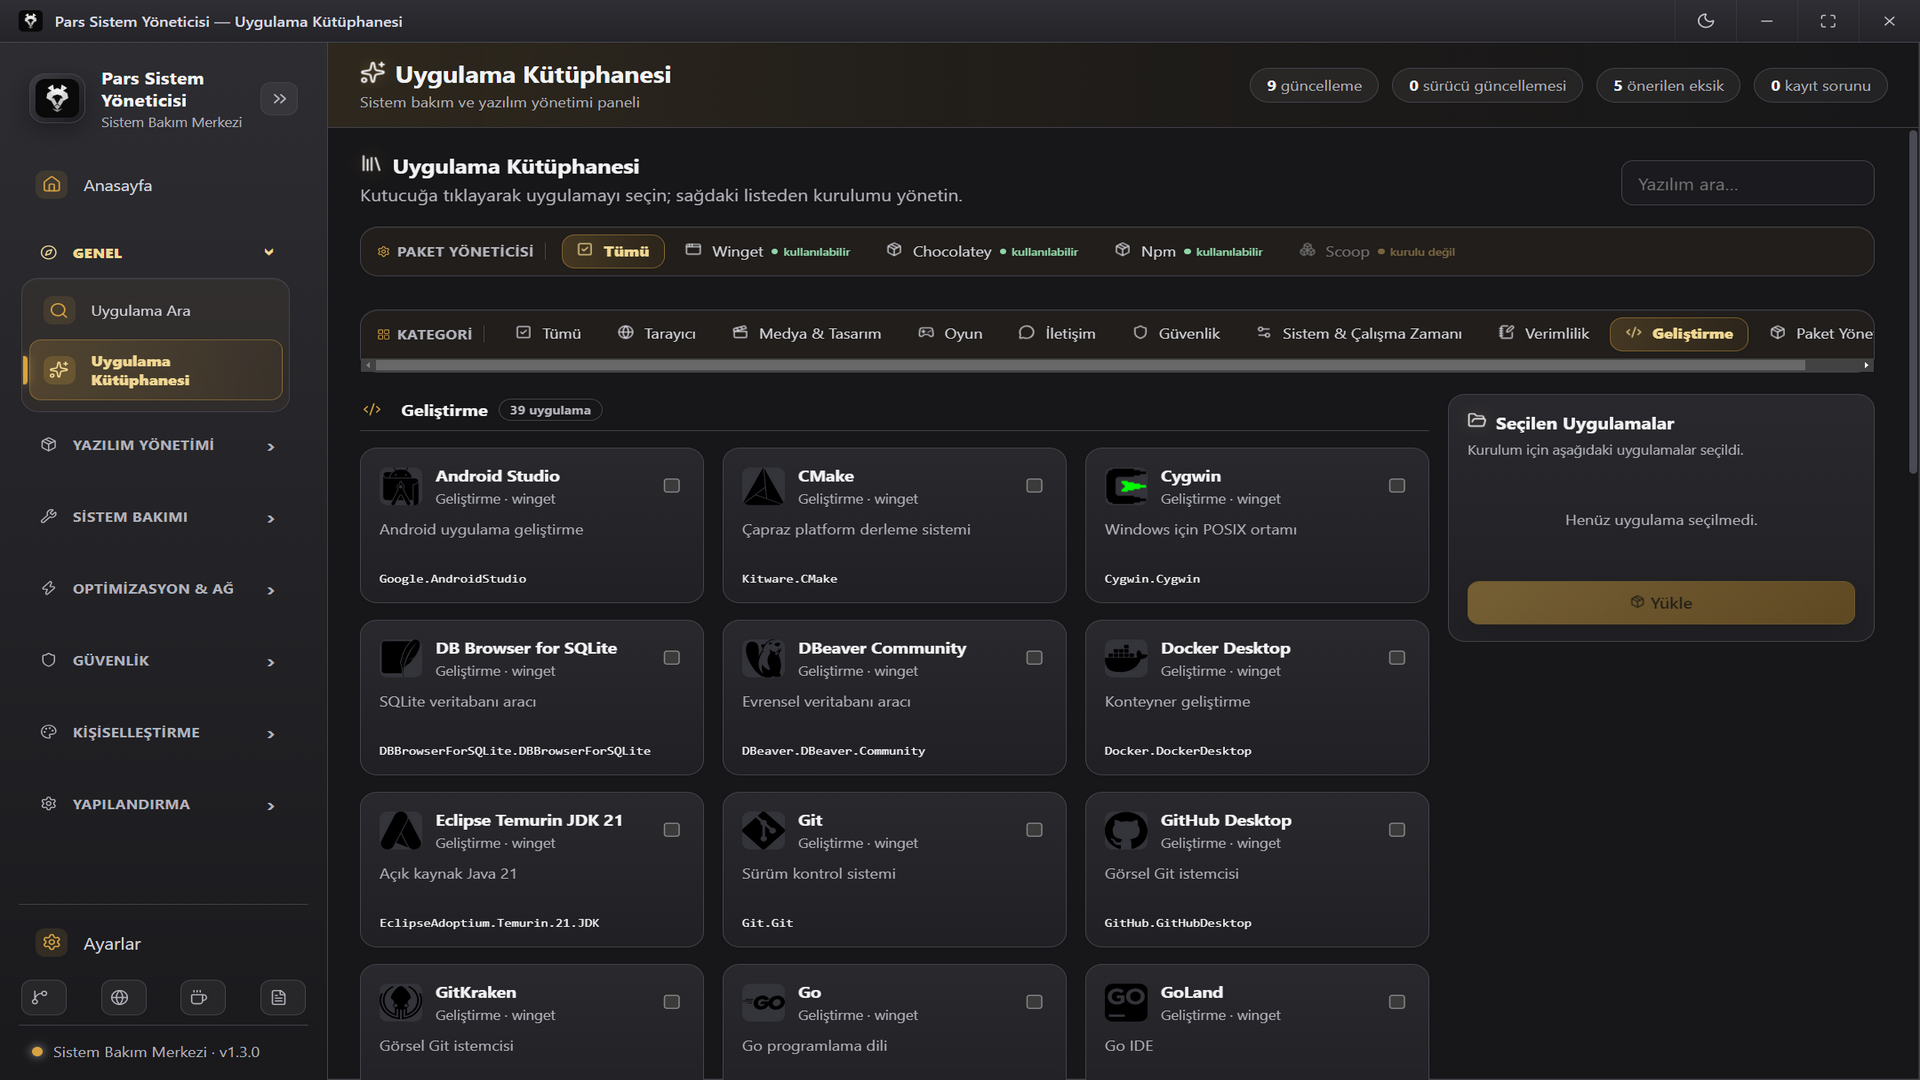 Pars Sistem Yöneticisi — Uygulama Kütüphanesi
Pars Sistem
Yöneticisi
Sistem Bakım Merkezi
Anasayfa
GENEL
Uygulama Ara
Uygulama
Kütüphanesi
YAZILIM YÖNETİMİ
SİSTEM BAKIMI
OPTİMİZASYON & AĞ
GÜVENLİK
KİŞİSELLEŞTİRME
YAPILANDIRMA
Ayarlar
Sistem Bakım Merkezi · v1.3.0
Uygulama Kütüphanesi
Sistem bakım ve yazılım yönetimi paneli
9 güncelleme
0 sürücü güncellemesi
5 önerilen eksik
0 kayıt sorunu
Uygulama Kütüphanesi
Kutucuğa tıklayarak uygulamayı seçin; sağdaki listeden kurulumu yönetin.
Yazılım ara...
PAKET YÖNETİCİSİ
Tümü
Winget • kullanılabilir
Chocolatey • kullanılabilir
Npm • kullanılabilir
Scoop • kurulu değil
KATEGORİ
Tümü
Tarayıcı
Medya & Tasarım
Oyun
İletişim
Güvenlik
Sistem & Çalışma Zamanı
Verimlilik
Geliştirme
Paket Yöne
Geliştirme
39 uygulama
Android Studio
Geliştirme · winget
Android uygulama geliştirme
Google.AndroidStudio
CMake
Geliştirme · winget
Çapraz platform derleme sistemi
Kitware.CMake
Cygwin
Geliştirme · winget
Windows için POSIX ortamı
Cygwin.Cygwin
DB Browser for SQLite
Geliştirme · winget
SQLite veritabanı aracı
DBBrowserForSQLite.DBBrowserForSQLite
DBeaver Community
Geliştirme · winget
Evrensel veritabanı aracı
DBeaver.DBeaver.Community
Docker Desktop
Geliştirme · winget
Konteyner geliştirme
Docker.DockerDesktop
Eclipse Temurin JDK 21
Geliştirme · winget
Açık kaynak Java 21
EclipseAdoptium.Temurin.21.JDK
Git
Geliştirme · winget
Sürüm kontrol sistemi
Git.Git
GitHub Desktop
Geliştirme · winget
Görsel Git istemcisi
GitHub.GitHubDesktop
GitKraken
Geliştirme · winget
Görsel Git istemcisi
GO
Go
Geliştirme · winget
Go programlama dili
GO
GoLand
Geliştirme · winget
Go IDE
Seçilen Uygulamalar
Kurulum için aşağıdaki uygulamalar seçildi.
Henüz uygulama seçilmedi.
Yükle